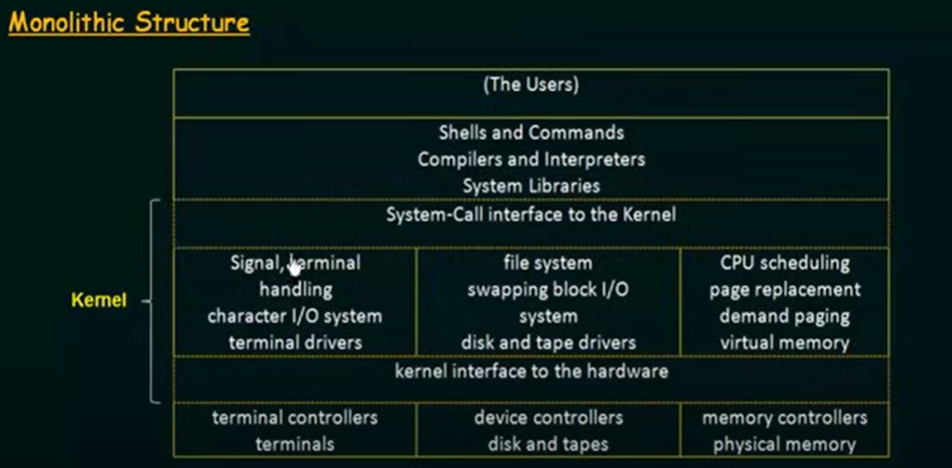 Monolithic Structure
(The Users)
Shells and Commands
Compilers and Interpreters
System Libraries
System-Call interface to the Kernel
Kernel
Signal, terminal
handling
character I/O system
terminal drivers
file system
swapping block I/O
system
disk and tape drivers
CPU scheduling
page replacement
demand paging
virtual memory
kernel interface to the hardware
terminal controllers
terminals
device controllers
disk and tapes
memory controllers
physical memory